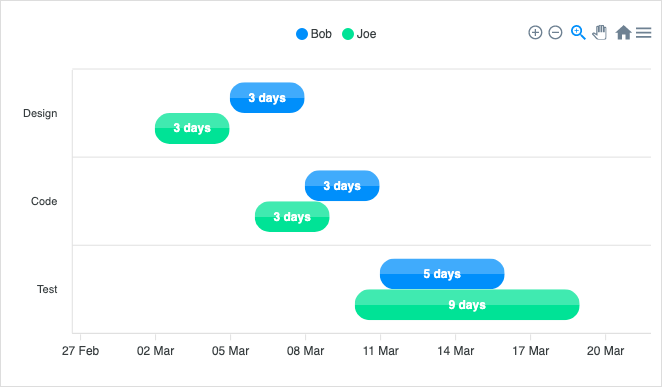 Bob Joe
Design
3 days
3 days
Code
3 days
3 days
Test
5 days
9 days
27 Feb 02 Mar 05 Mar 08 Mar 11 Mar 14 Mar 17 Mar 20 Mar